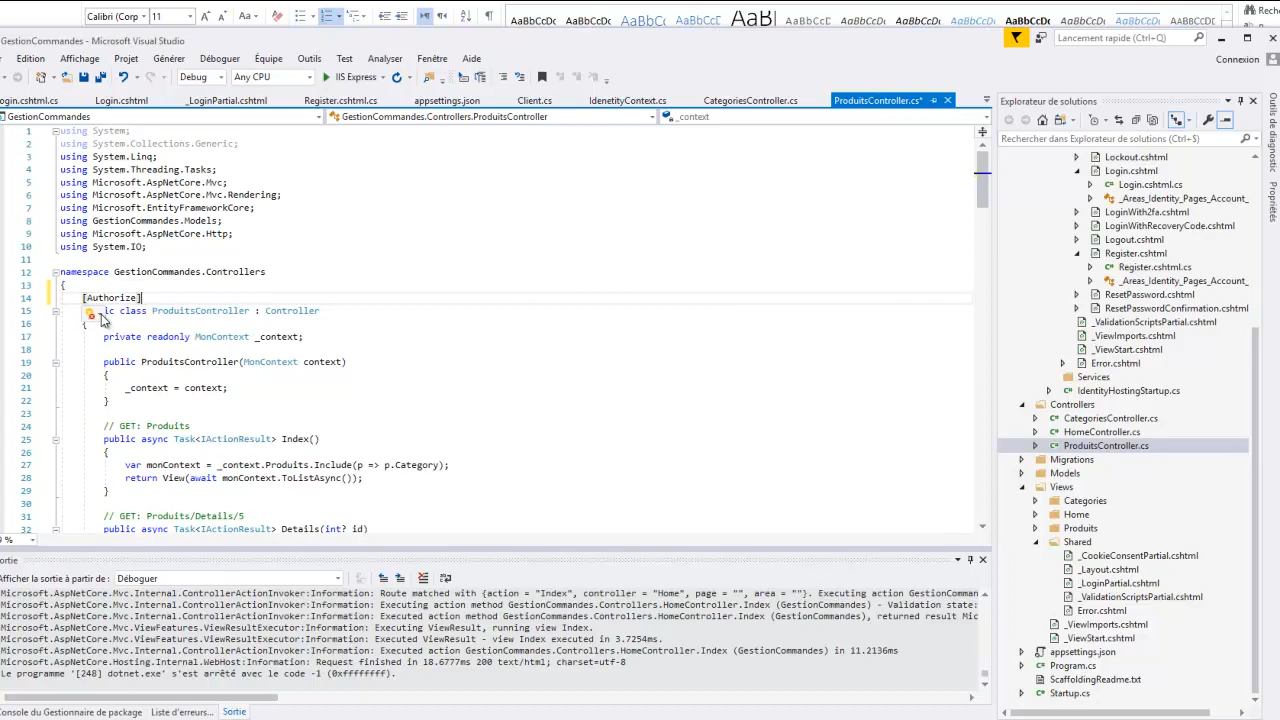 Calibri (Corp 11 Aa AaBbCcDc AaBbCcDc AaBbCc AaBbCcD AaB AaBbCcD AaBbCcDc AaBbCcDc AaBbCcDc AaBbCcDc AaBbCcDc AaBbCcDc AaBbCcDc
Reche
GestionCommandes - Microsoft Visual Studio
Lancement rapide (Ctrl+Q)
Edition Affichage Projet Générer Déboguer Équipe Outils Test Analyser Fenêtre Aide
Connexion
Debug Any CPU IIS Express
ogin.cshtml.cs Login.cshtml _LoginPartial.cshtml Register.cshtml.cs appsettings.json Client.cs IdenetityContext.cs CategoriesController.cs ProduitsController.cs*
GestionCommandes GestionCommandes.Controllers.ProduitsController _context
1 using System;
2 using System.Collections.Generic;
3 using System.Linq;
4 using System.Threading.Tasks;
5 using Microsoft.AspNetCore.Mvc;
6 using Microsoft.AspNetCore.Mvc.Rendering;
7 using Microsoft.EntityFrameworkCore;
8 using GestionCommandes.Models;
9 using Microsoft.AspNetCore.Http;
10 using System.IO;
11
12 namespace GestionCommandes.Controllers
13 {
14 [Authorize]
15 ic class ProduitsController : Controller
16 {
17 private readonly MonContext _context;
18
19 public ProduitsController(MonContext context)
20 {
21 _context = context;
22 }
23
24 // GET: Produits
25 public async Task<IActionResult> Index()
26 {
27 var monContext = _context.Produits.Include(p => p.Category);
28 return View(await monContext.ToListAsync());
29 }
30
31 // GET: Produits/Details/5
32 public async Task<IActionResult> Details(int? id)
9 %
Explorateur de solutions
Rechercher dans Explorateur de solutions (Ctrl+$)
Lockout.cshtml
Login.cshtml
Login.cshtml.cs
_Areas_Identity_Pages_Account_
LoginWith2fa.cshtml
LoginWithRecoveryCode.cshtml
Logout.cshtml
Register.cshtml
Register.cshtml.cs
_Areas_Identity_Pages_Account_
ResetPassword.cshtml
ResetPasswordConfirmation.cshtml
_ValidationScriptsPartial.cshtml
_ViewImports.cshtml
_ViewStart.cshtml
Error.cshtml
Services
IdentityHostingStartup.cs
Controllers
CategoriesController.cs
HomeController.cs
ProduitsController.cs
Migrations
Models
Views
Categories
Home
Produits
Shared
_CookieConsentPartial.cshtml
_Layout.cshtml
_LoginPartial.cshtml
_ValidationScriptsPartial.cshtml
Error.cshtml
_ViewImports.cshtml
_ViewStart.cshtml
appsettings.json
Program.cs
ScaffoldingReadme.txt
Startup.cs
Outils de diagnostic
Propriétés
ortie
Afficher la sortie à partir de : Déboguer
Microsoft.AspNetCore.Mvc.Internal.ControllerActionInvoker:Information: Route matched with {action = "Index", controller = "Home", page = "", area = ""}. Executing action GestionComman
Microsoft.AspNetCore.Mvc.Internal.ControllerActionInvoker:Information: Executing action method GestionCommandes.Controllers.HomeController.Index (GestionCommandes) - Validation state:
Microsoft.AspNetCore.Mvc.Internal.ControllerActionInvoker:Information: Executed action method GestionCommandes.Controllers.HomeController.Index (GestionCommandes), returned result Mic
Microsoft.AspNetCore.Mvc.ViewFeatures.ViewResultExecutor:Information: Executing ViewResult, running view Index.
Microsoft.AspNetCore.Mvc.ViewFeatures.ViewResultExecutor:Information: Executed ViewResult - view Index executed in 3.7254ms.
Microsoft.AspNetCore.Mvc.Internal.ControllerActionInvoker:Information: Executed action GestionCommandes.Controllers.HomeController.Index (GestionCommandes) in 11.2136ms
Microsoft.AspNetCore.Hosting.Internal.WebHost:Information: Request finished in 18.6777ms 200 text/html; charset=utf-8
Le programme '[248] dotnet.exe' s'est arrêté avec le code -1 (0xffffffff).
Console du Gestionnaire de package Liste d'erreurs... Sortie